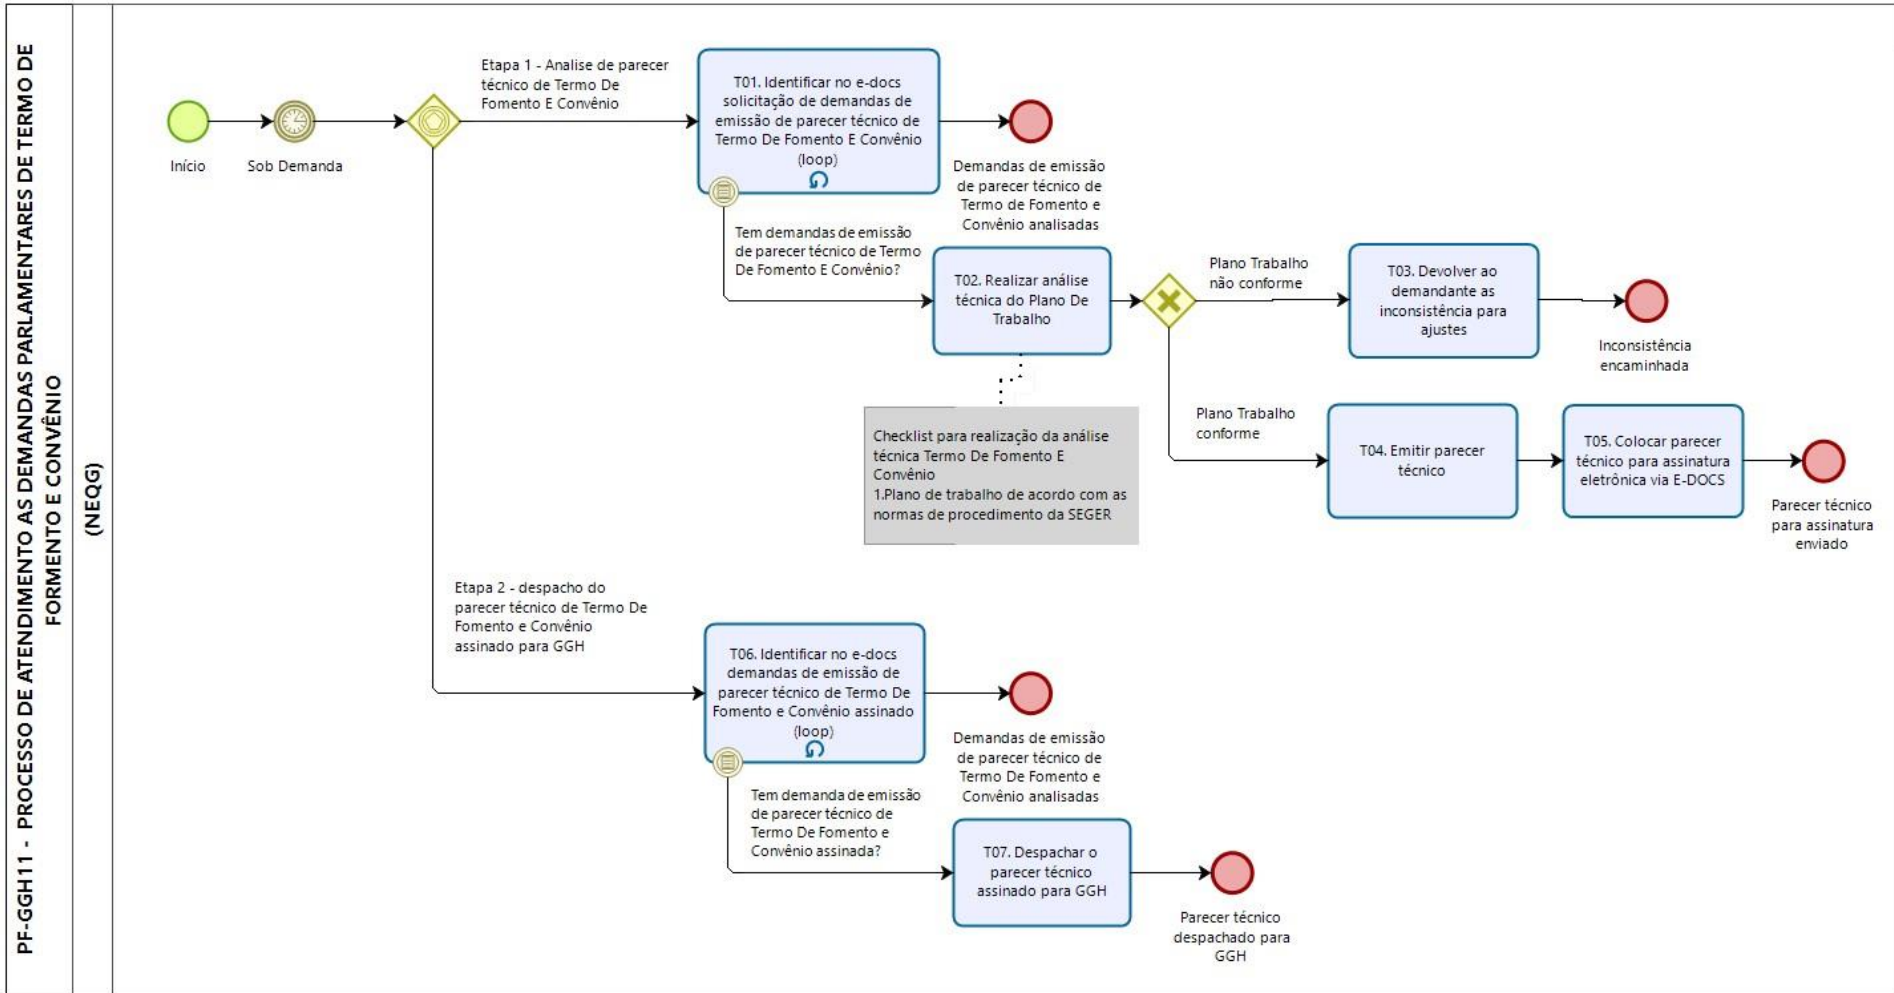 PF-GGH11 - PROCESSO DE ATENDIMENTO AS DEMANDAS PARLAMENTARES DE TERMO DE
FORMENTO E CONVÊNIO
(NEQG)
Início
Sob Demanda
Etapa 1 - Analise de parecer
técnico de Termo De
Fomento E Convênio
T01. Identificar no e-docs
solicitação de demandas de
emissão de parecer técnico de
Termo De Fomento E Convênio
(loop)
Demandas de emissão
de parecer técnico de
Termo de Fomento e
Convênio analisadas
Tem demandas de emissão
de parecer técnico de Termo
De Fomento E Convênio?
T02. Realizar análise
técnica do Plano De
Trabalho
Plano Trabalho
não conforme
T03. Devolver ao
demandante as
inconsistência para
ajustes
Inconsistência
encaminhada
Checklist para realização da análise
técnica Termo De Fomento E
Convênio
1.Plano de trabalho de acordo com as
normas de procedimento da SEGER
Plano Trabalho
conforme
T04. Emitir parecer
técnico
T05. Colocar parecer
técnico para assinatura
eletrônica via E-DOCS
Parecer técnico
para assinatura
enviado
Etapa 2 - despacho do
parecer técnico de Termo De
Fomento e Convênio
assinado para GGH
T06. Identificar no e-docs
demandas de emissão de
parecer técnico de Termo De
Fomento e Convênio assinado
(loop)
Demandas de emissão
de parecer técnico de
Termo De Fomento e
Convênio analisadas
Tem demanda de emissão
de parecer técnico de
Termo De Fomento e
Convênio assinada?
T07. Despachar o
parecer técnico
assinado para GGH
Parecer técnico
despachado para
GGH